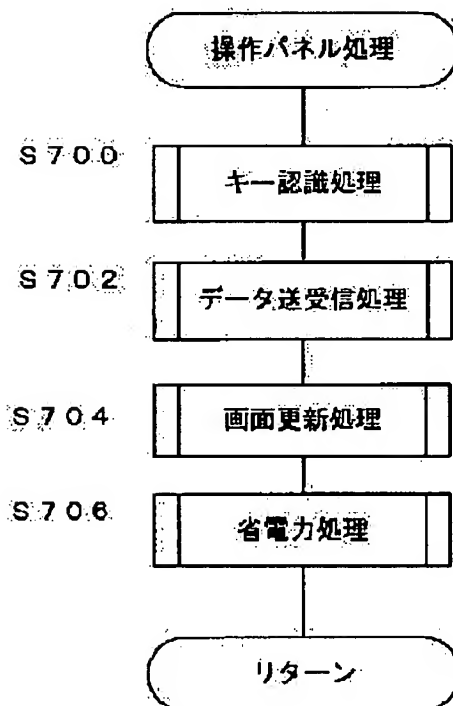 操作パネル処理
S700
キー認識処理
S702
データ送受信処理
S704
画面更新処理
S706
省電力処理
リターン